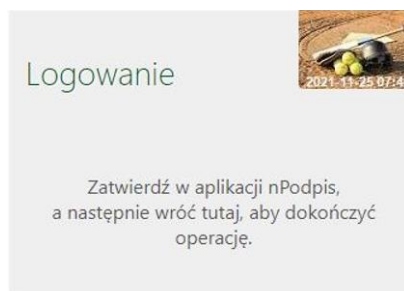 Logowanie
2021-11-25 07:4
Zatwierdź w aplikacji nPodpis,
a następnie wróć tutaj, aby dokończyć
operację.